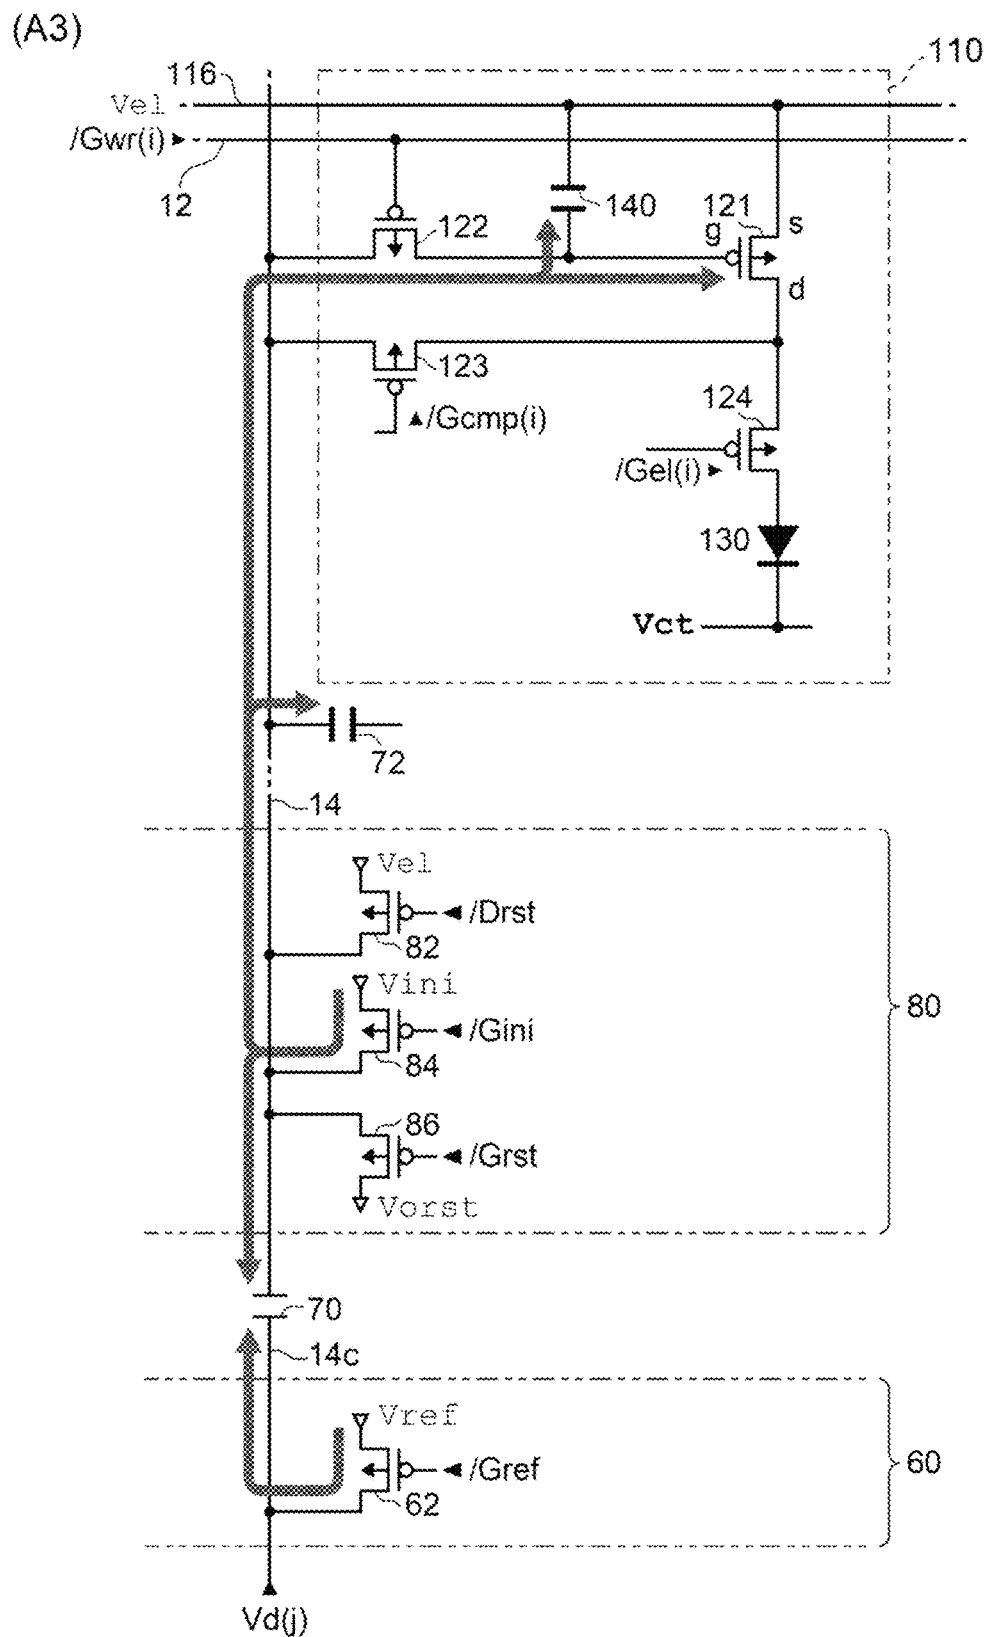 (A3)
110
116
Vel
/Gwr(i)
12
140
121
s
g
122
d
123
124
/Gcmp(i)
/Gel(i)
130
Vct
72
14
Vel
/Drst
82
Vini
80
/Gini
84
86
/Grst
Vorst
70
14c
Vref
60
/Gref
62
Vd(j)